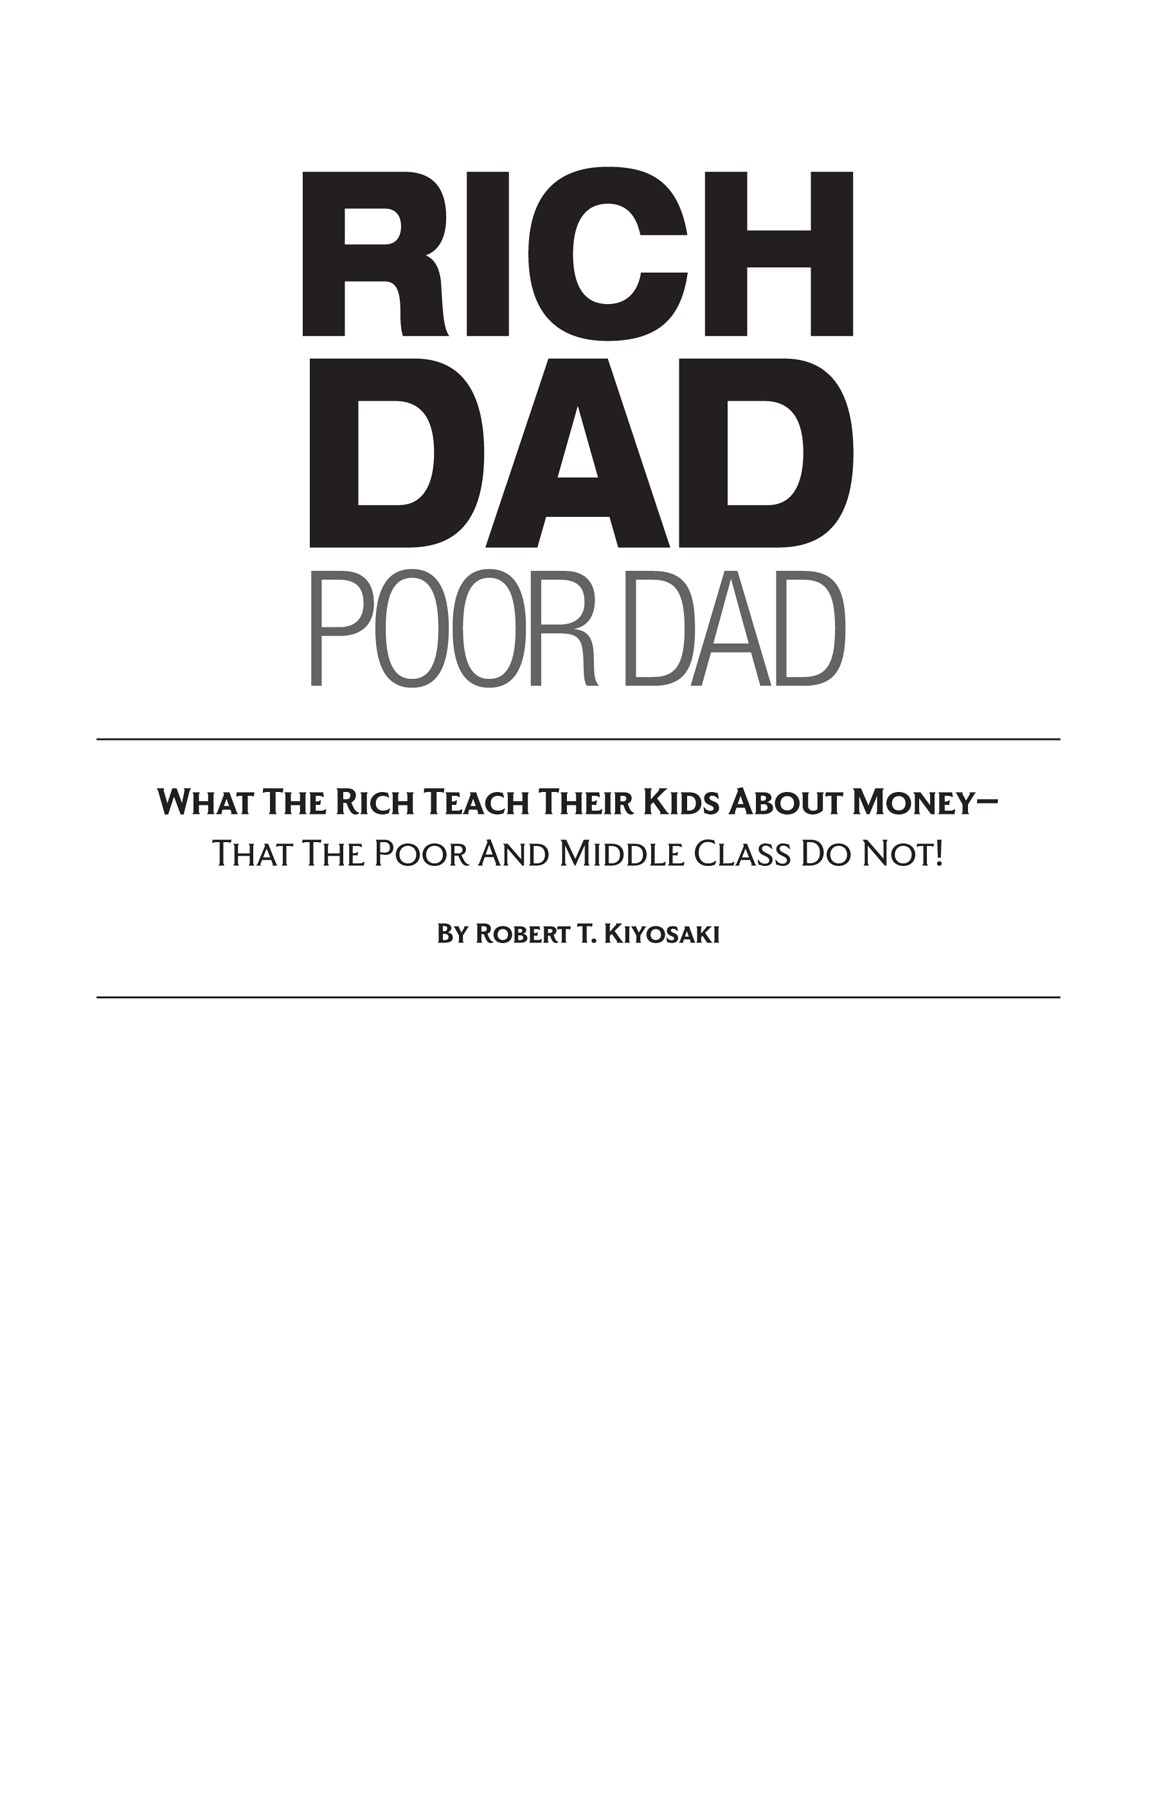 RICH
DAD
POOR DAD
What The Rich Teach Their Kids About Money–
That The Poor And Middle Class Do Not!
By Robert T. Kiyosaki